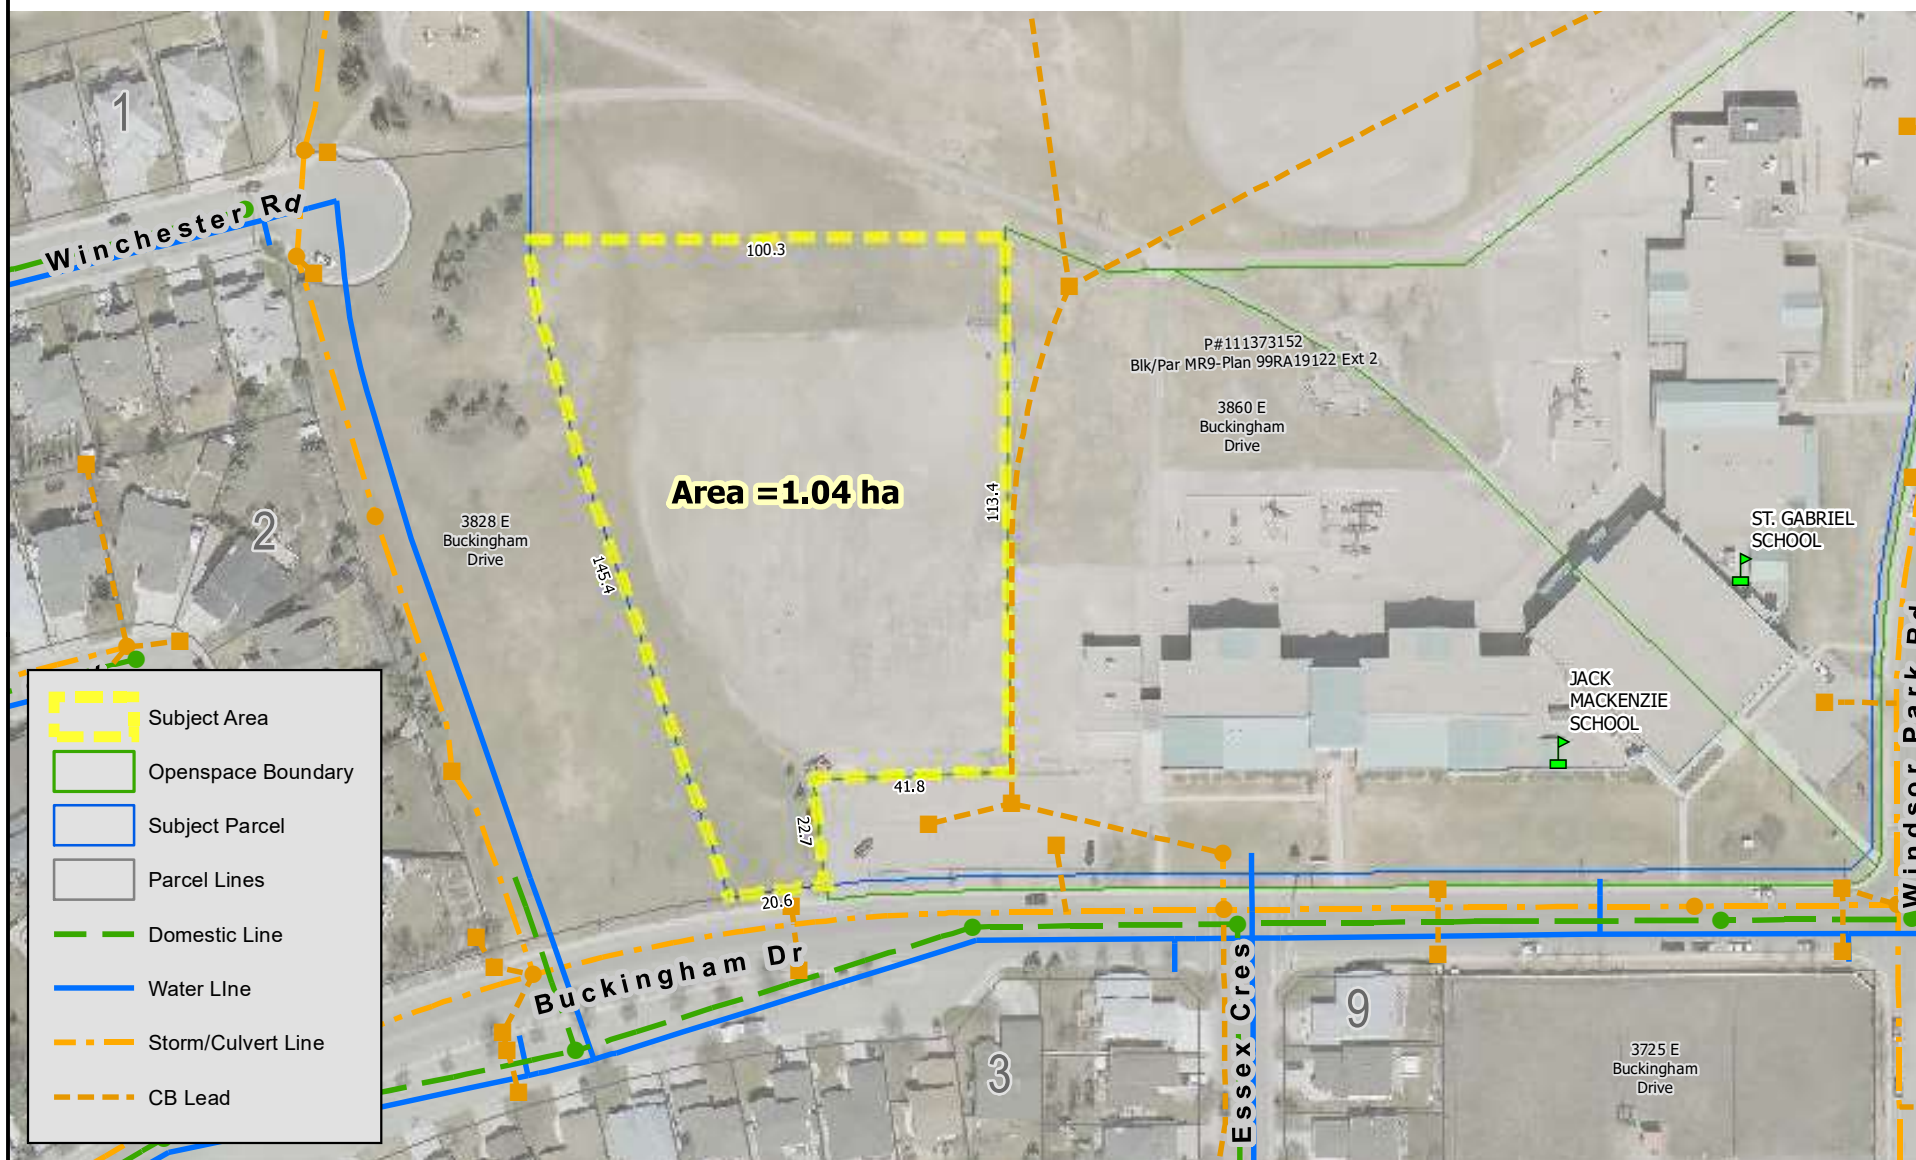 1
Winchester Rd
100.3
P#111373152
Blk/Par MR9-Plan 99RA19122 Ext 2
3860 E
Buckingham
Drive
Area =1.04 ha
113.4
2
3828 E
Buckingham
Drive
145.4
ST. GABRIEL
SCHOOL
JACK
MACKENZIE
SCHOOL
Windsor Park Rd
41.8
22.7
20.6
Buckingham Dr
Essex Cres
9
3
3725 E
Buckingham
Drive
Subject Area
Openspace Boundary
Subject Parcel
Parcel Lines
Domestic Line
Water LIne
Storm/Culvert Line
CB Lead